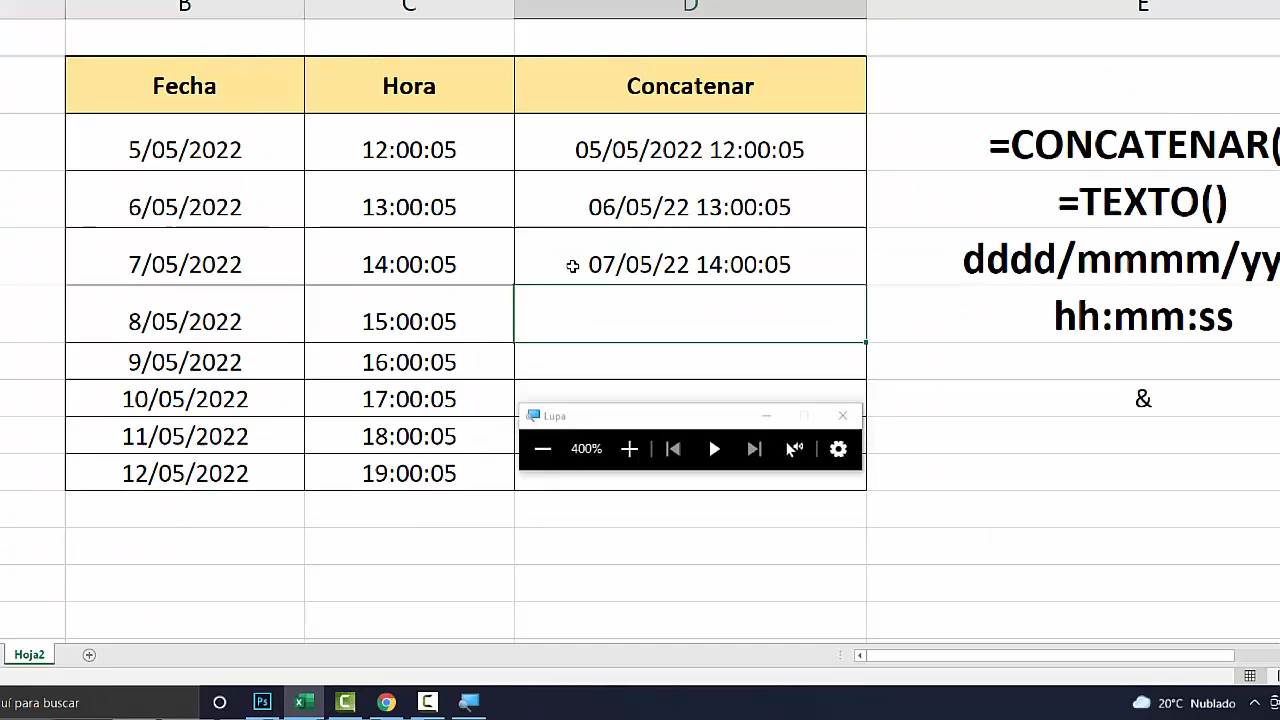 B C D E
Fecha Hora Concatenar
5/05/2022 12:00:05 05/05/2022 12:00:05 =CONCATENAR(
6/05/2022 13:00:05 06/05/22 13:00:05 =TEXTO()
7/05/2022 14:00:05 07/05/22 14:00:05 dddd/mmmm/yy
8/05/2022 15:00:05 hh:mm:ss
9/05/2022 16:00:05
10/05/2022 17:00:05 &
11/05/2022 18:00:05
12/05/2022 19:00:05
Lupa
400%
Hoja2
uí para buscar
Ps
20°C Nublado